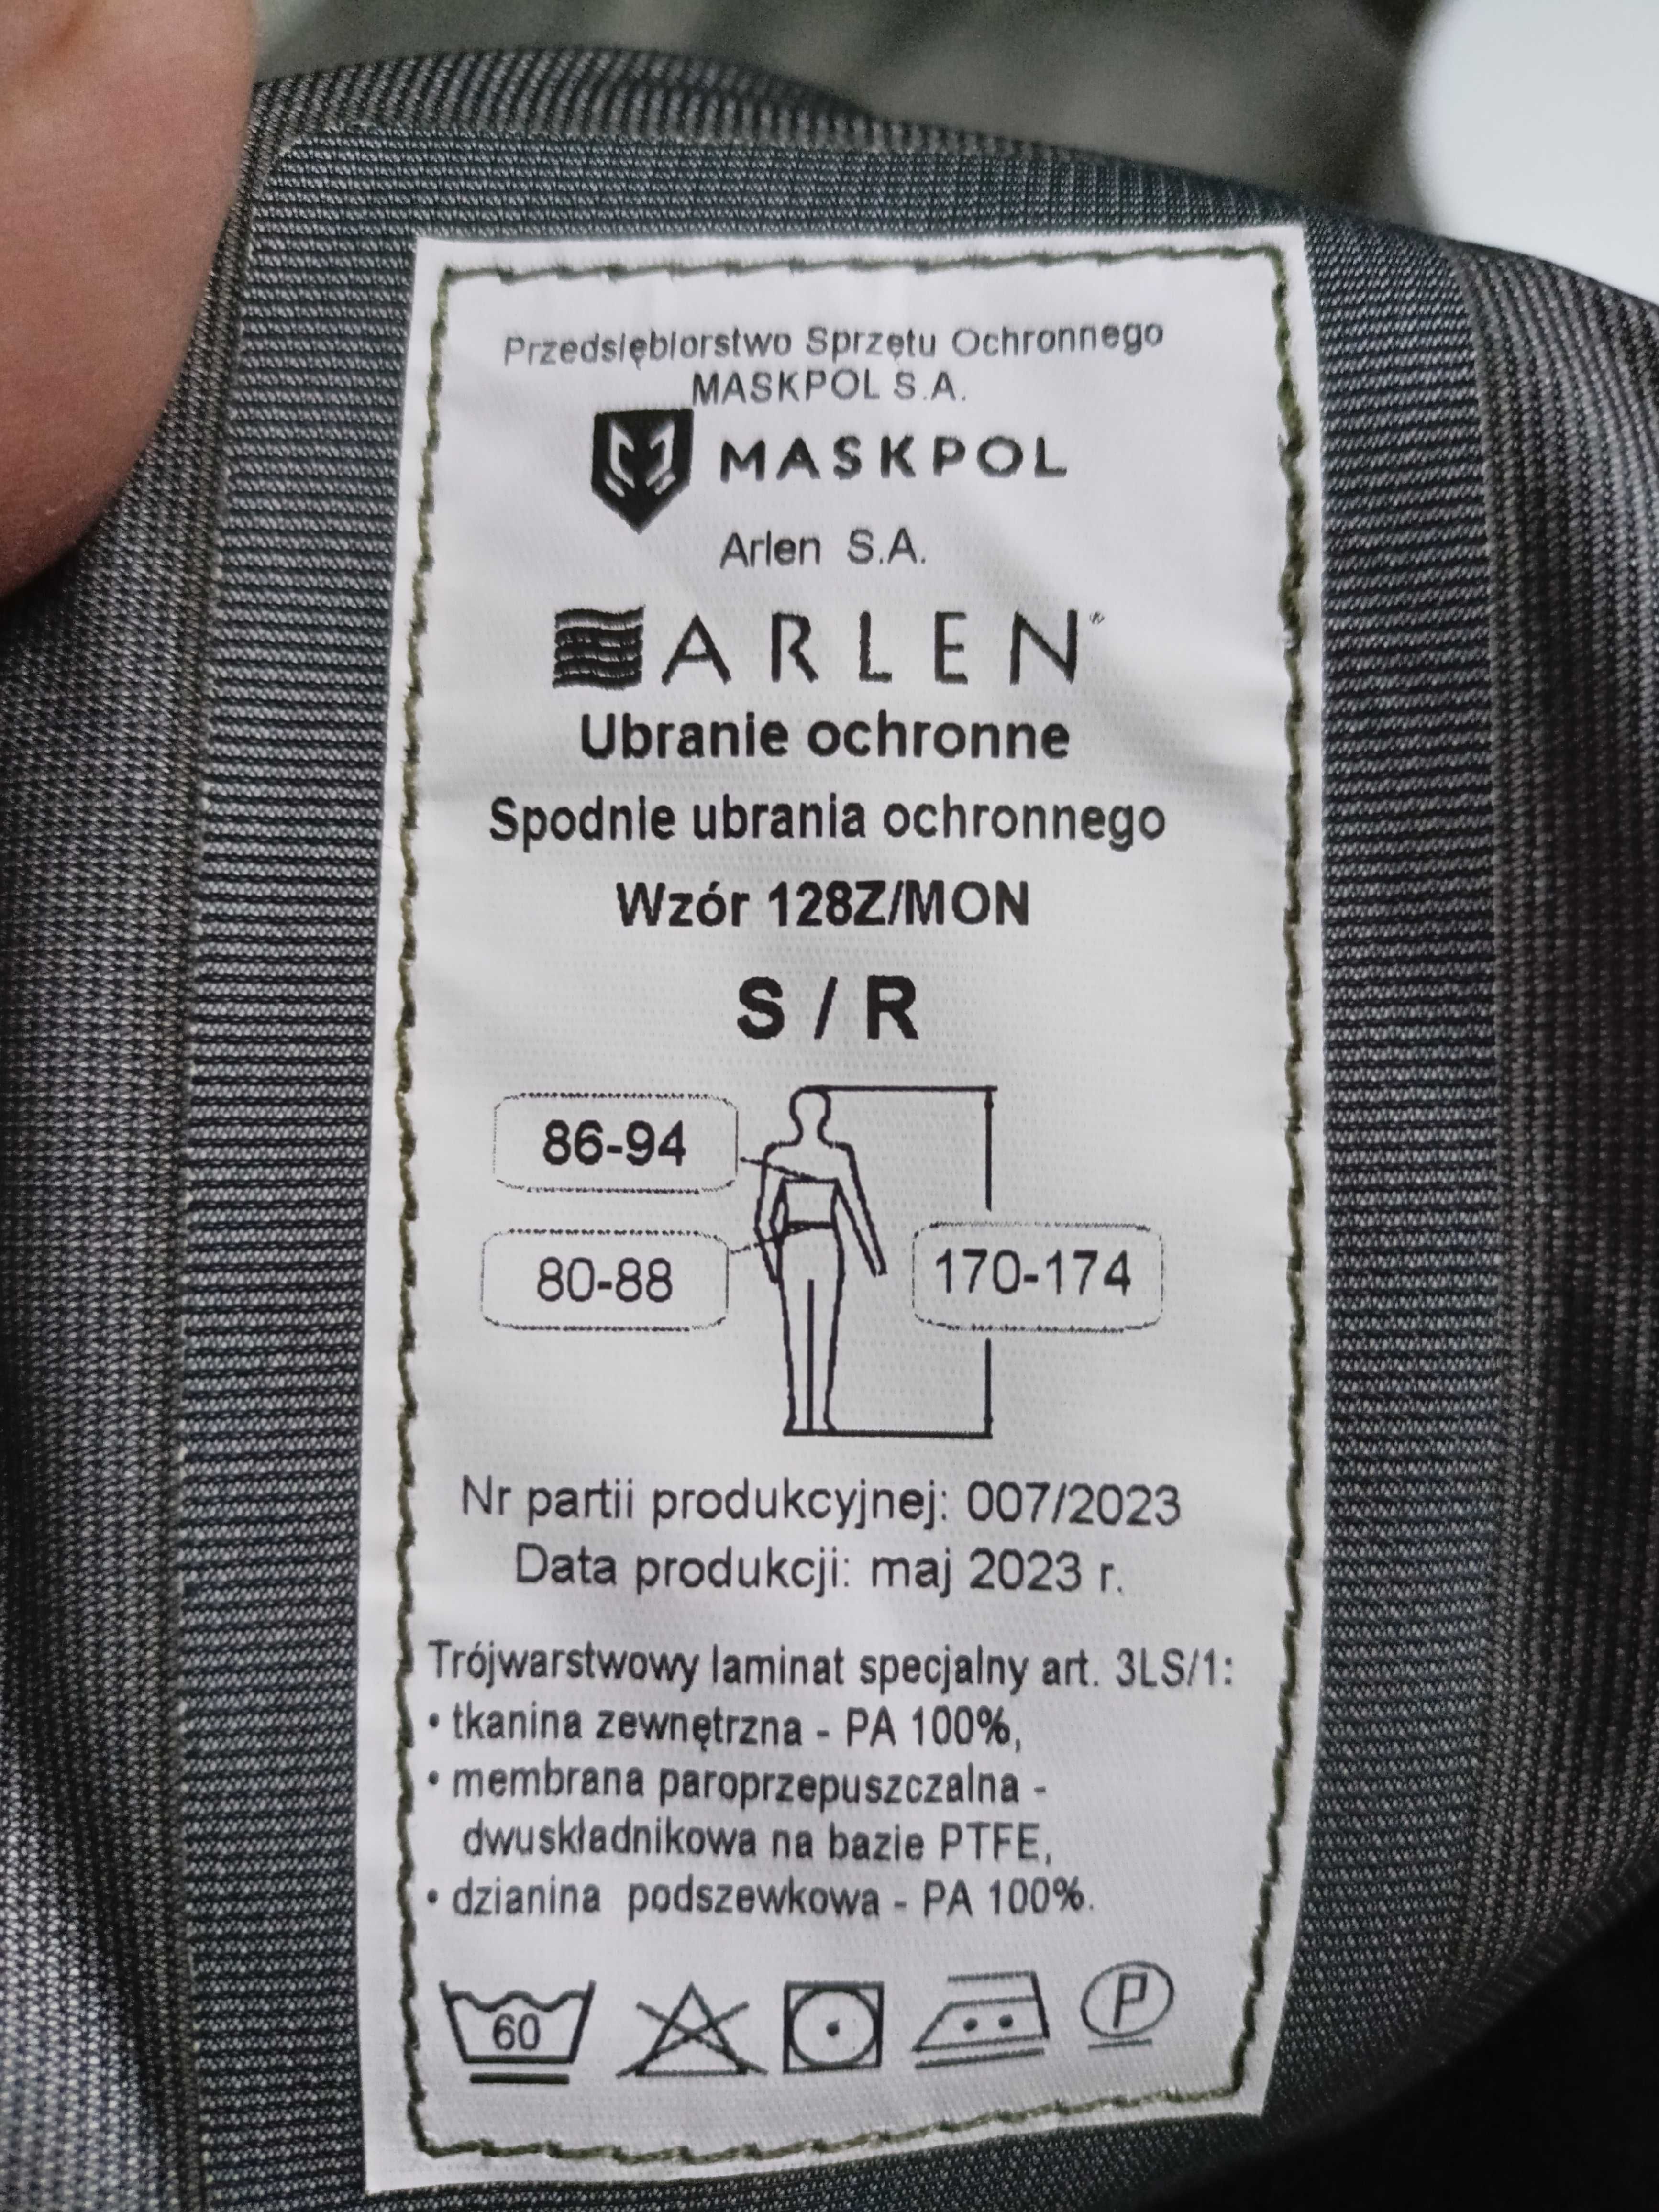 Przedsiębiorstwo Sprzętu Ochronnego
MASKPOL S.A.
MASKPOL
Arlen S.A.
ARLEN®
Ubranie ochronne
Spodnie ubrania ochronnego
Wzór 128Z/MON
S / R
86-94
80-88
170-174
Nr partii produkcyjnej: 007/2023
Data produkcji: maj 2023 r.
Trójwarstwowy laminat specjalny art. 3LS/1:
• tkanina zewnętrzna - PA 100%,
• membrana paroprzepuszczalna -
dwuskładnikowa na bazie PTFE,
• dzianina podszewkowa - PA 100%.
60
P